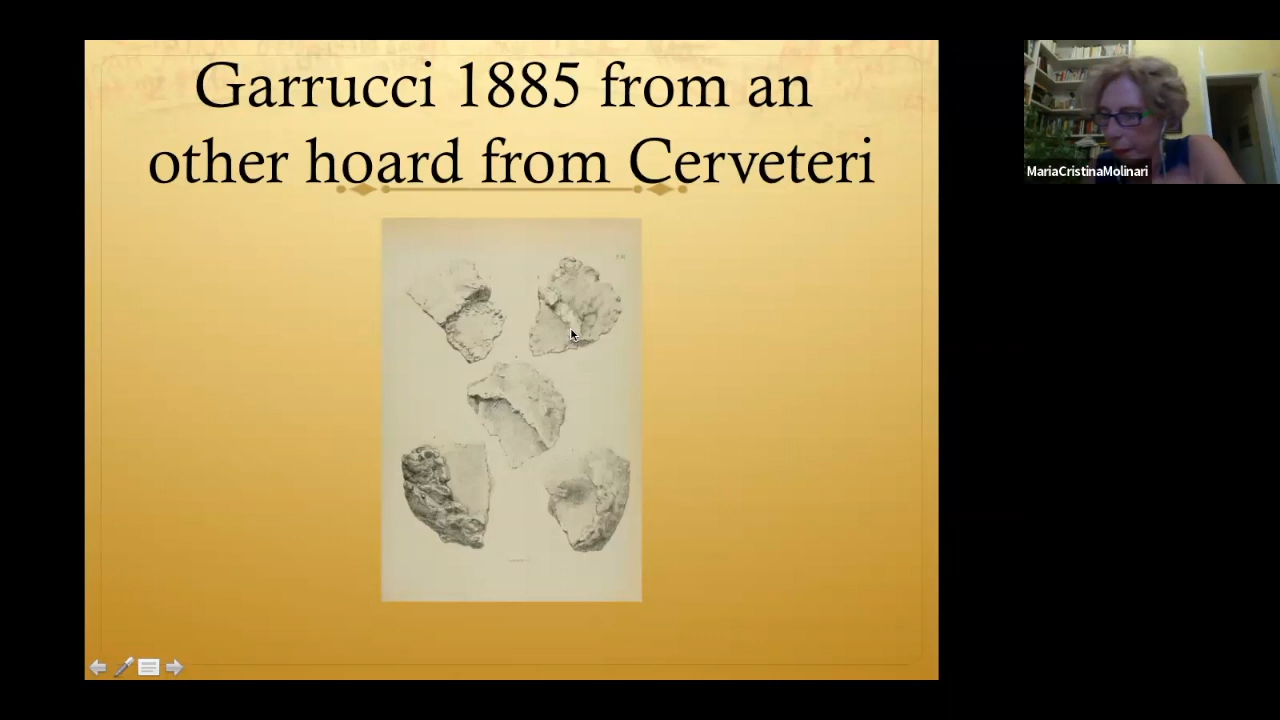 Garrucci 1885 from an
other hoard from Cerveteri
MariaCristinaMolinari